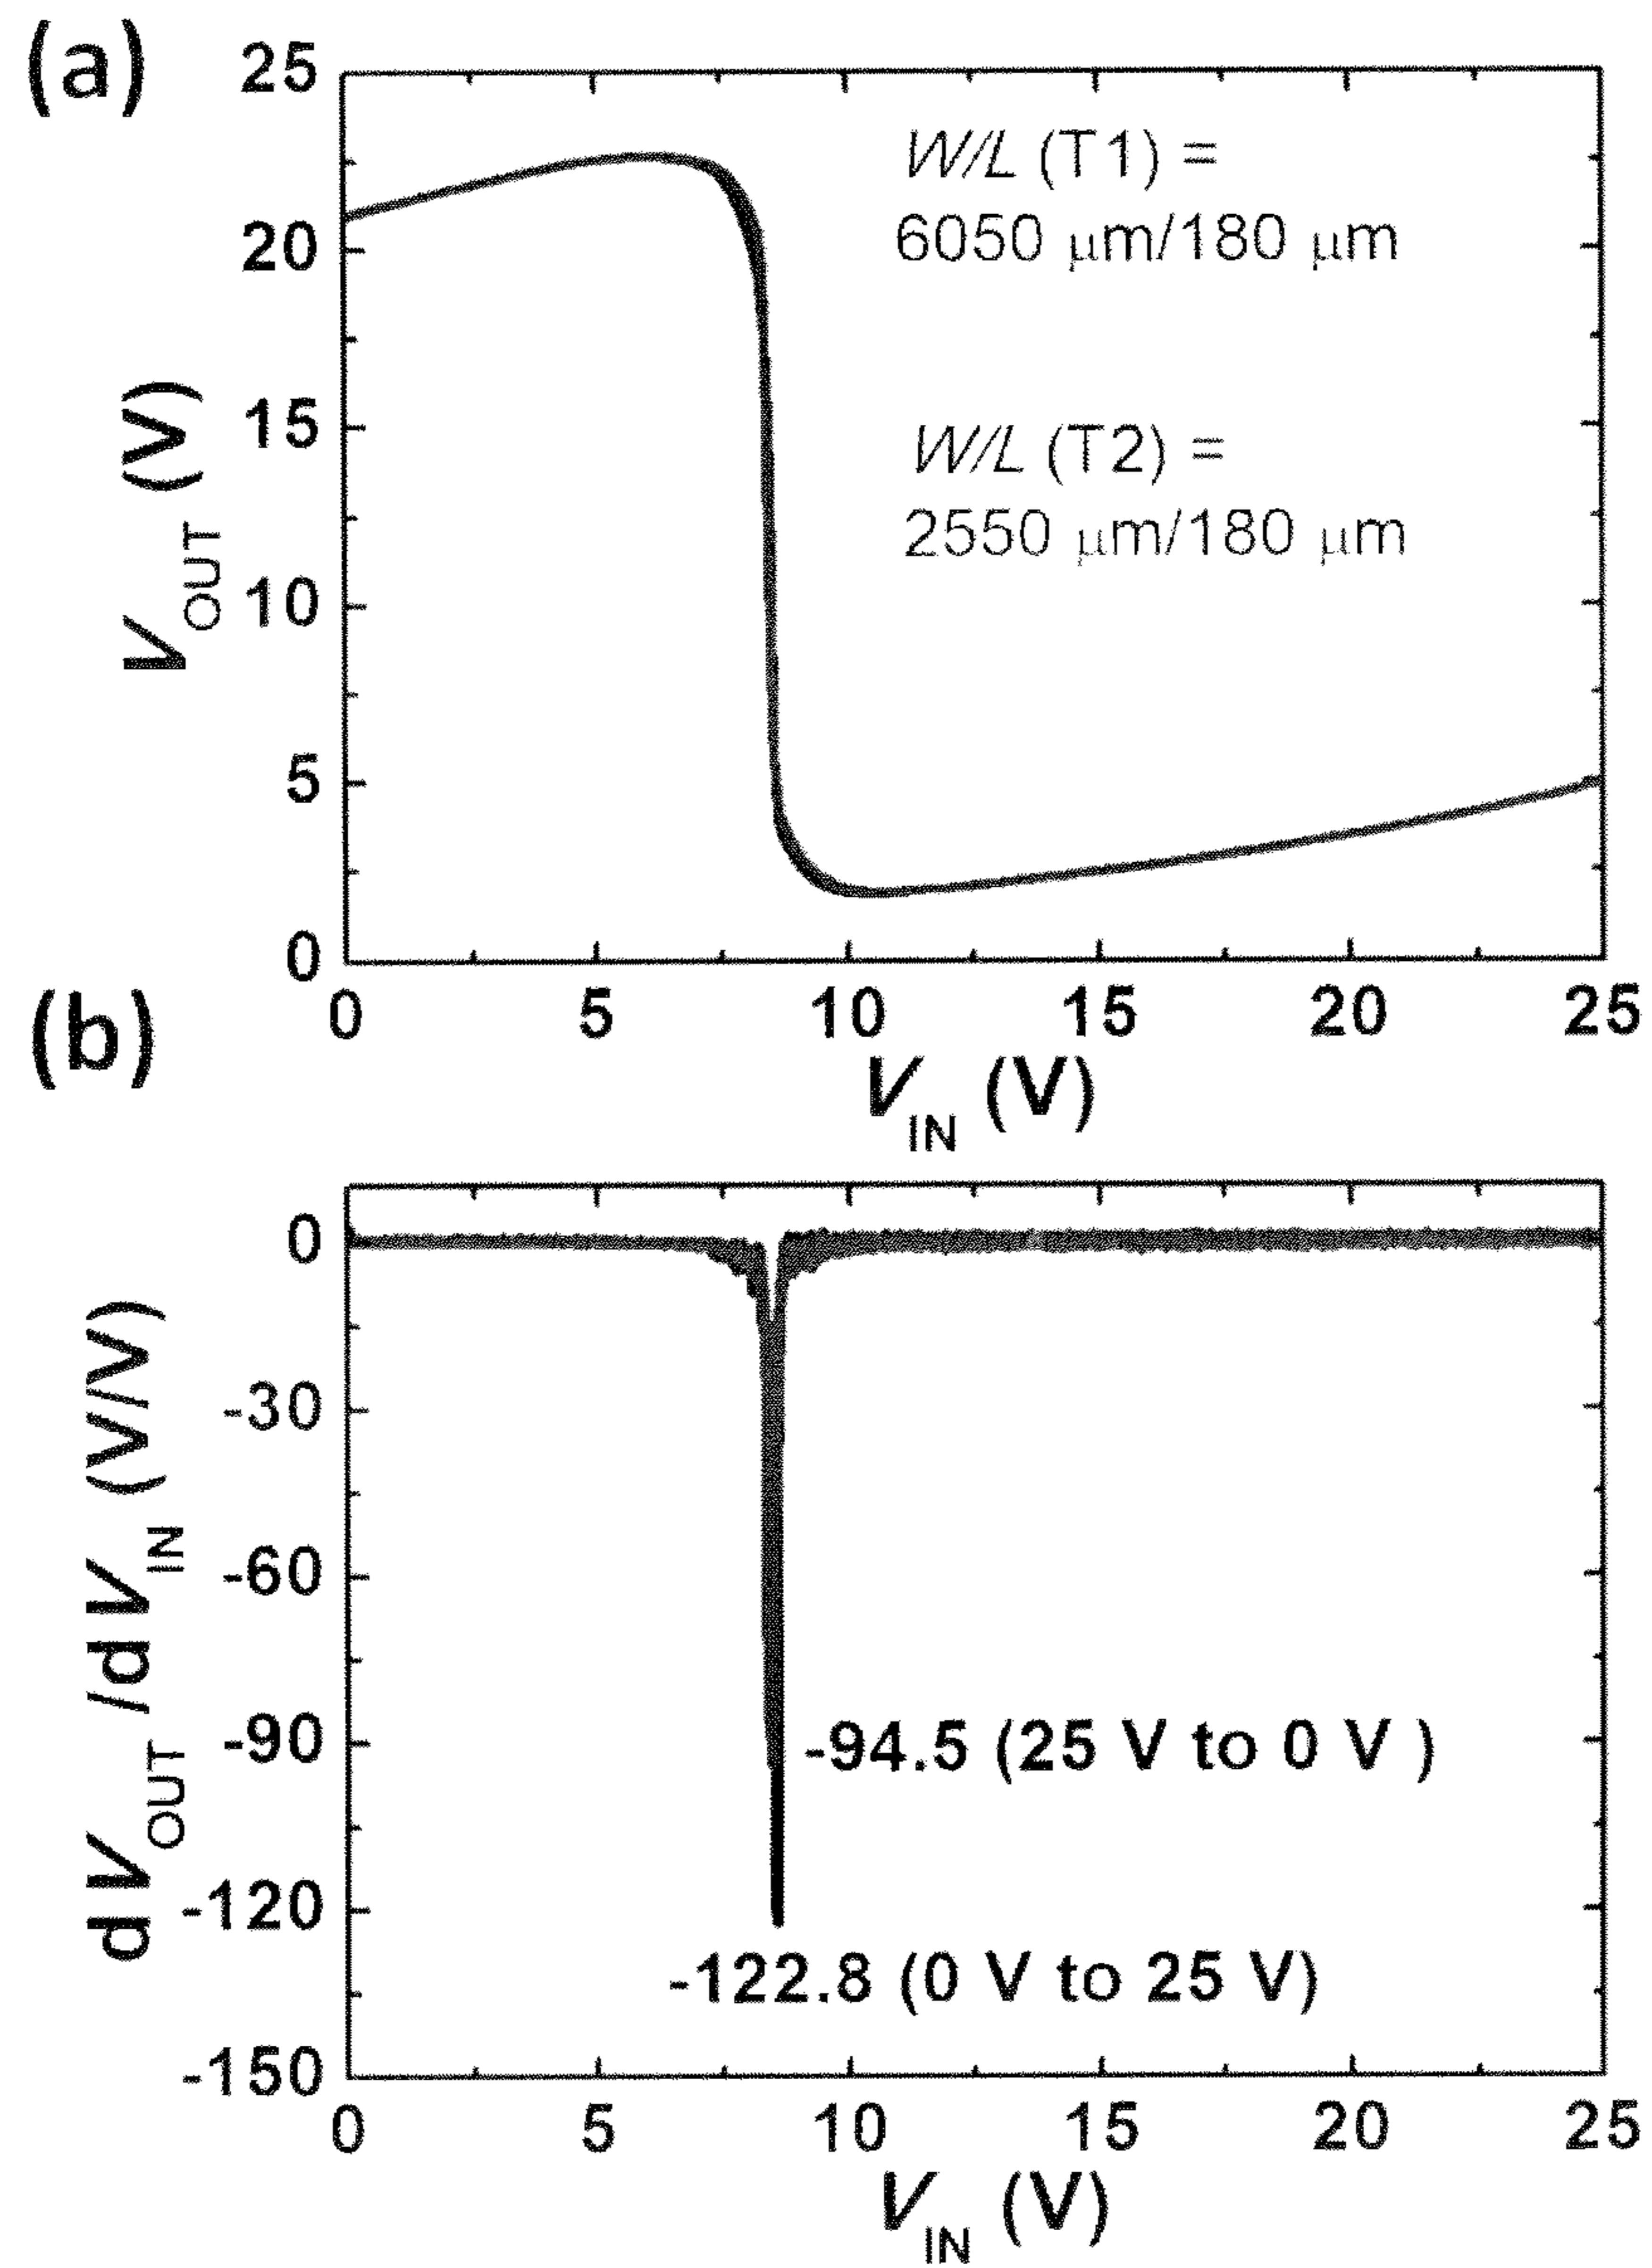 (a)
25
20
15
10
5
0
V_OUT (V)
W/L (T1) =
6050 μm/180 μm
W/L (T2) =
2550 μm/180 μm
0 5 10 15 20 25
V_IN (V)
(b)
0
-30
-60
-90
-120
-150
dV_OUT/dV_IN (V/V)
-94.5 (25 V to 0 V )
-122.8 (0 V to 25 V)
0 5 10 15 20 25
V_IN (V)